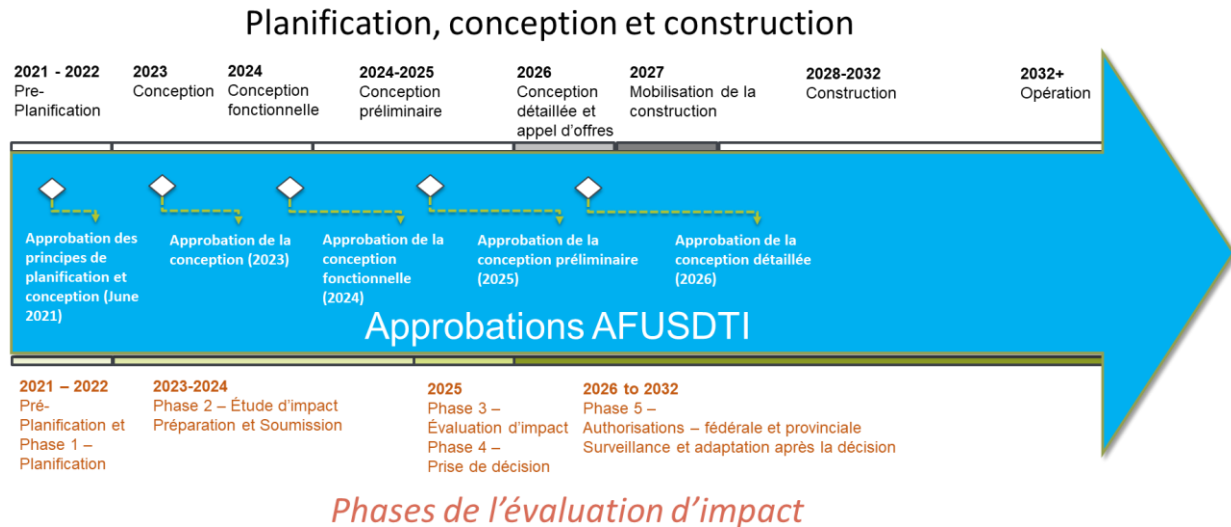 Planification, conception et construction
2021 - 2022
Pre-
Planification
2023
Conception
2024
Conception
fonctionnelle
2024-2025
Conception
préliminaire
2026
Conception
détaillée et
appel d'offres
2027
Mobilisation de la
construction
2028-2032
Construction
2032+
Opération
Approbation des
principes de
planification et
conception (June
2021)
Approbation de la
conception (2023)
Approbation de la
conception
fonctionnelle
(2024)
Approbation de la
conception préliminaire
(2025)
Approbation de la
conception détaillée
(2026)
Approbations AFUSDTI
2021 – 2022
Pré-
Planification et
Phase 1 –
Planification
2023-2024
Phase 2 – Étude d'impact
Préparation et Soumission
2025
Phase 3 –
Évaluation d'impact
Phase 4 –
Prise de décision
2026 to 2032
Phase 5 –
Authorisations – fédérale et provinciale
Surveillance et adaptation après la décision
Phases de l'évaluation d'impact